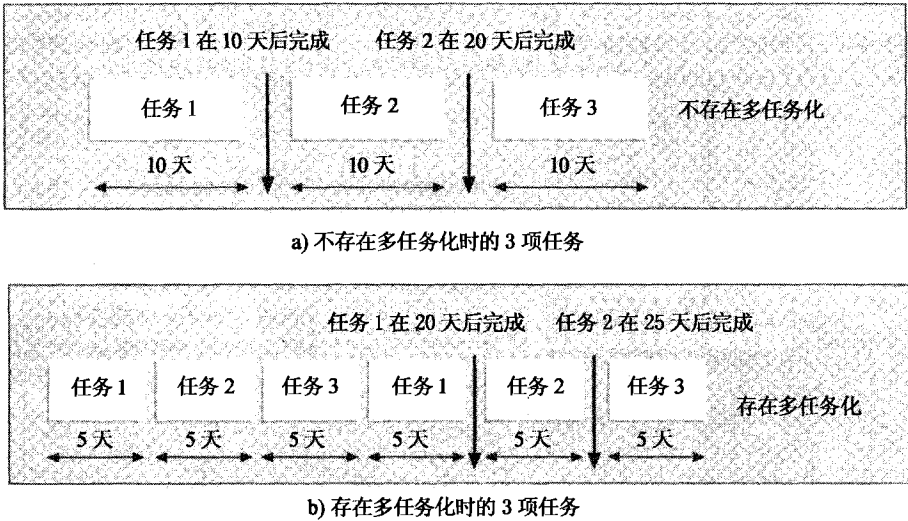 任务 1 在 10 天后完成 任务 2 在 20 天后完成
任务 1 任务 2 任务 3 不存在多任务化
10 天 10 天 10 天
a) 不存在多任务化时的 3 项任务
任务 1 在 20 天后完成 任务 2 在 25 天后完成
任务 1 任务 2 任务 3 任务 1 任务 2 任务 3 存在多任务化
5 天 5 天 5 天 5 天 5 天 5 天
b) 存在多任务化时的 3 项任务